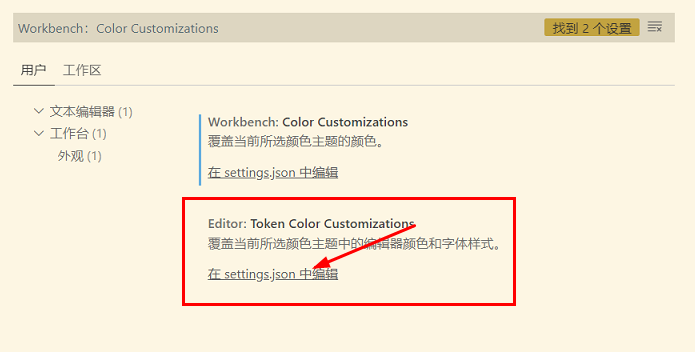 Workbench：Color Customizations
找到 2 个设置
用户 工作区
文本编辑器 (1)
工作台 (1)
外观 (1)
Workbench: Color Customizations
覆盖当前所选颜色主题的颜色。
在 settings.json 中编辑
Editor: Token Color Customizations
覆盖当前所选颜色主题中的编辑器颜色和字体样式。
在 settings.json 中编辑